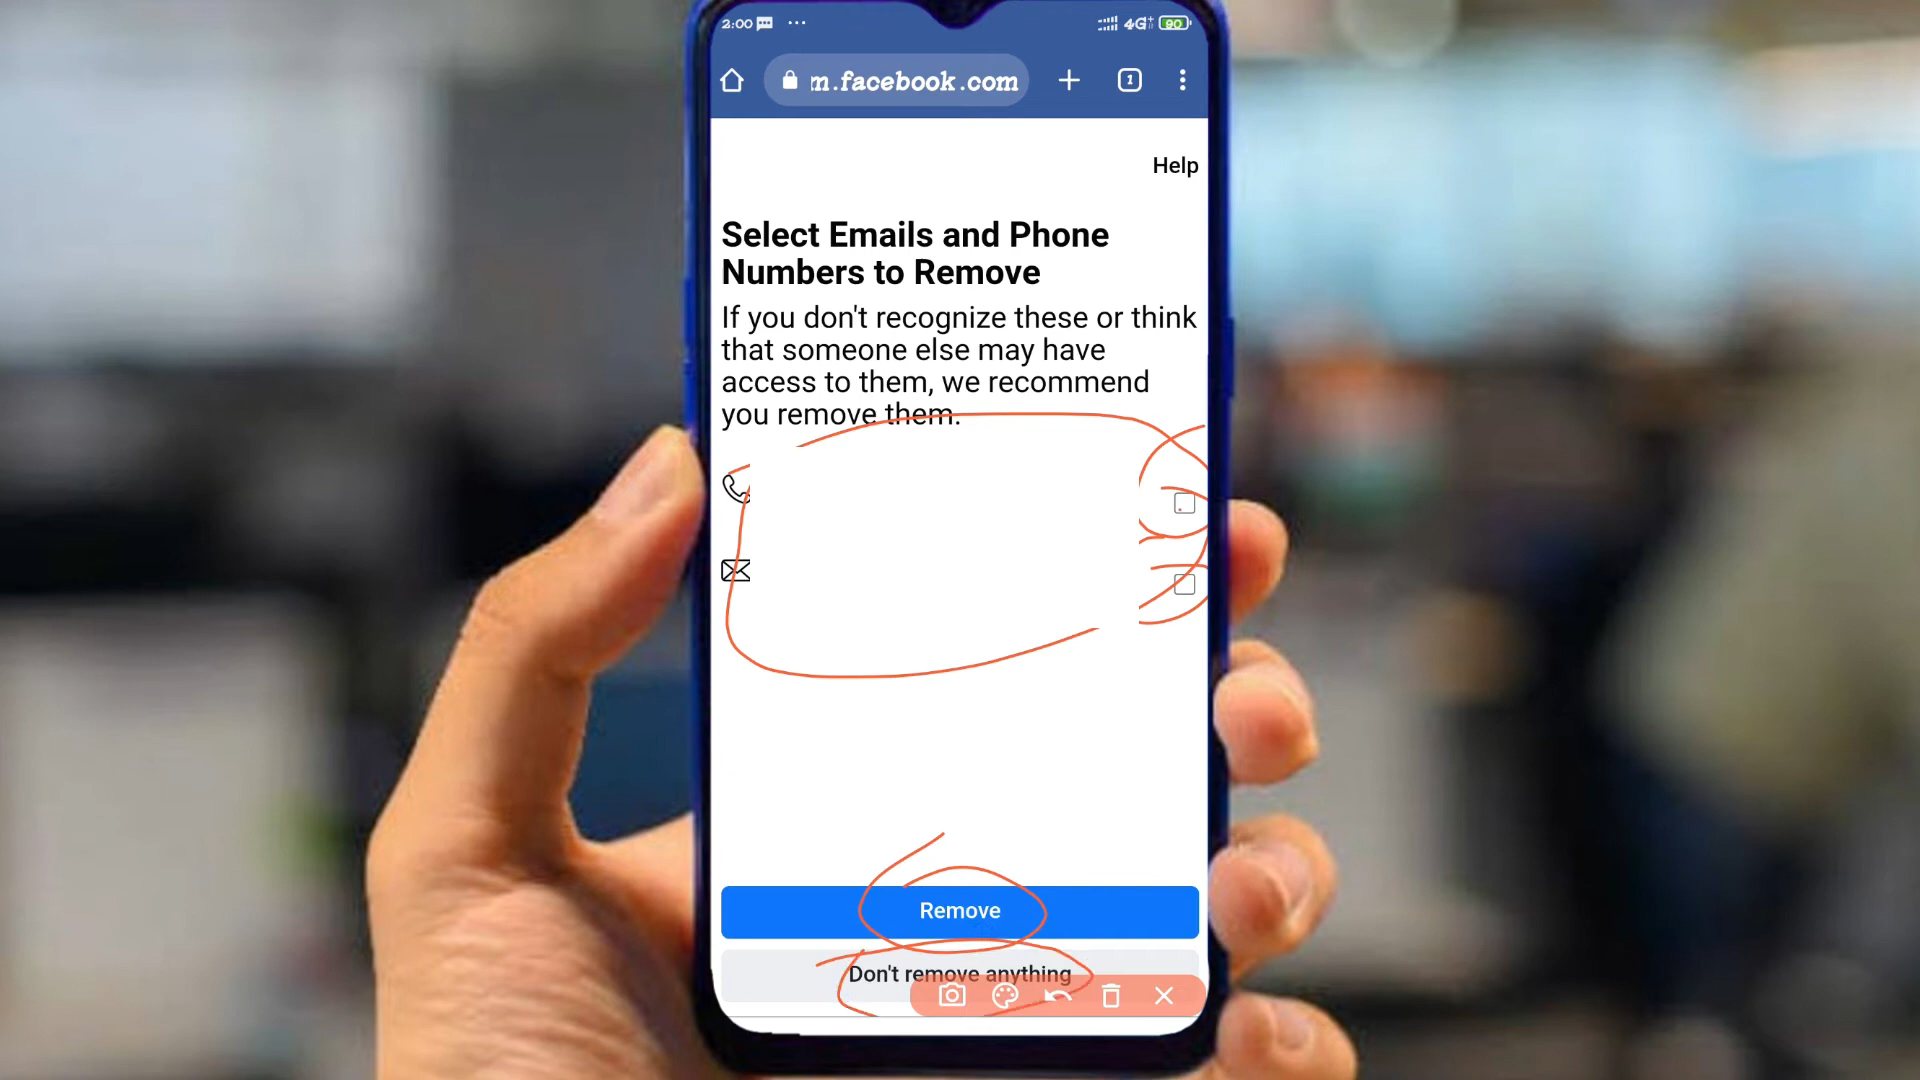 2:00 4G+ 90
m.facebook.com 1
Help
Select Emails and Phone
Numbers to Remove
If you don't recognize these or think
that someone else may have
access to them, we recommend
you remove them.
Remove
Don't remove anything